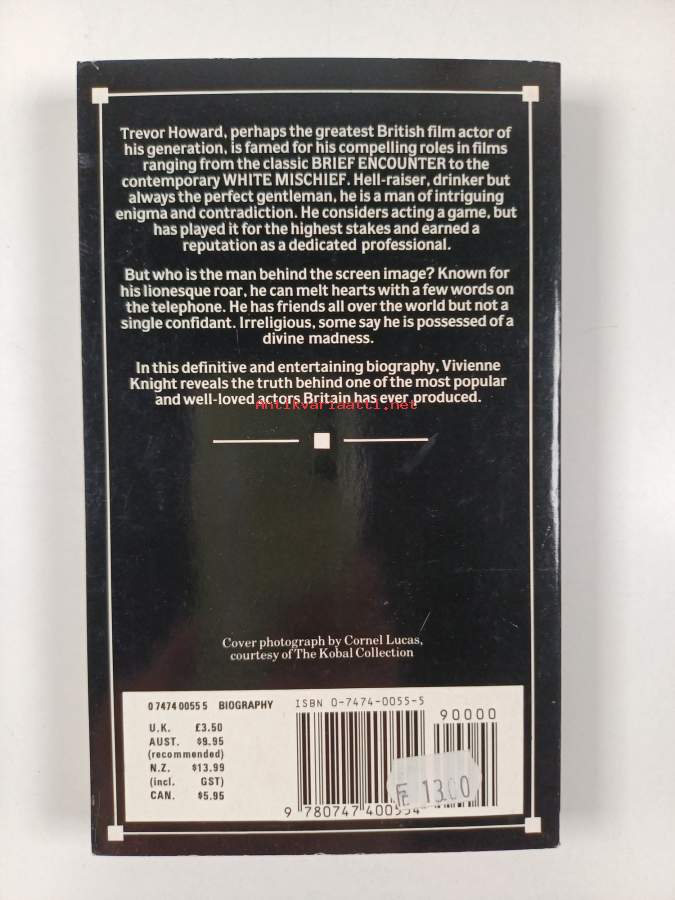 Trevor Howard, perhaps the greatest British film actor of
his generation, is famed for his compelling roles in films
ranging from the classic BRIEF ENCOUNTER to the
contemporary WHITE MISCHIEF. Hell-raiser, drinker but
always the perfect gentleman, he is a man of intriguing
enigma and contradiction. He considers acting a game, but
has played it for the highest stakes and earned a
reputation as a dedicated professional.
But who is the man behind the screen image? Known for
his lionesque roar, he can melt hearts with a few words on
the telephone. He has friends all over the world but not a
single confidant. Irreligious, some say he is possessed of a
divine madness.
In this definitive and entertaining biography, Vivienne
Knight reveals the truth behind one of the most popular
and well-loved actors Britain has ever produced.
Antikvariaatti.net
Cover photograph by Cornel Lucas,
courtesy of The Kobal Collection
0 7474 0055 5 BIOGRAPHY
U.K. £3.50
AUST. $9.95
(recommended)
N.Z. $13.99
(incl. GST)
CAN. $5.95
ISBN 0-7474-0055-5
90000
13.00
9 780747 400554